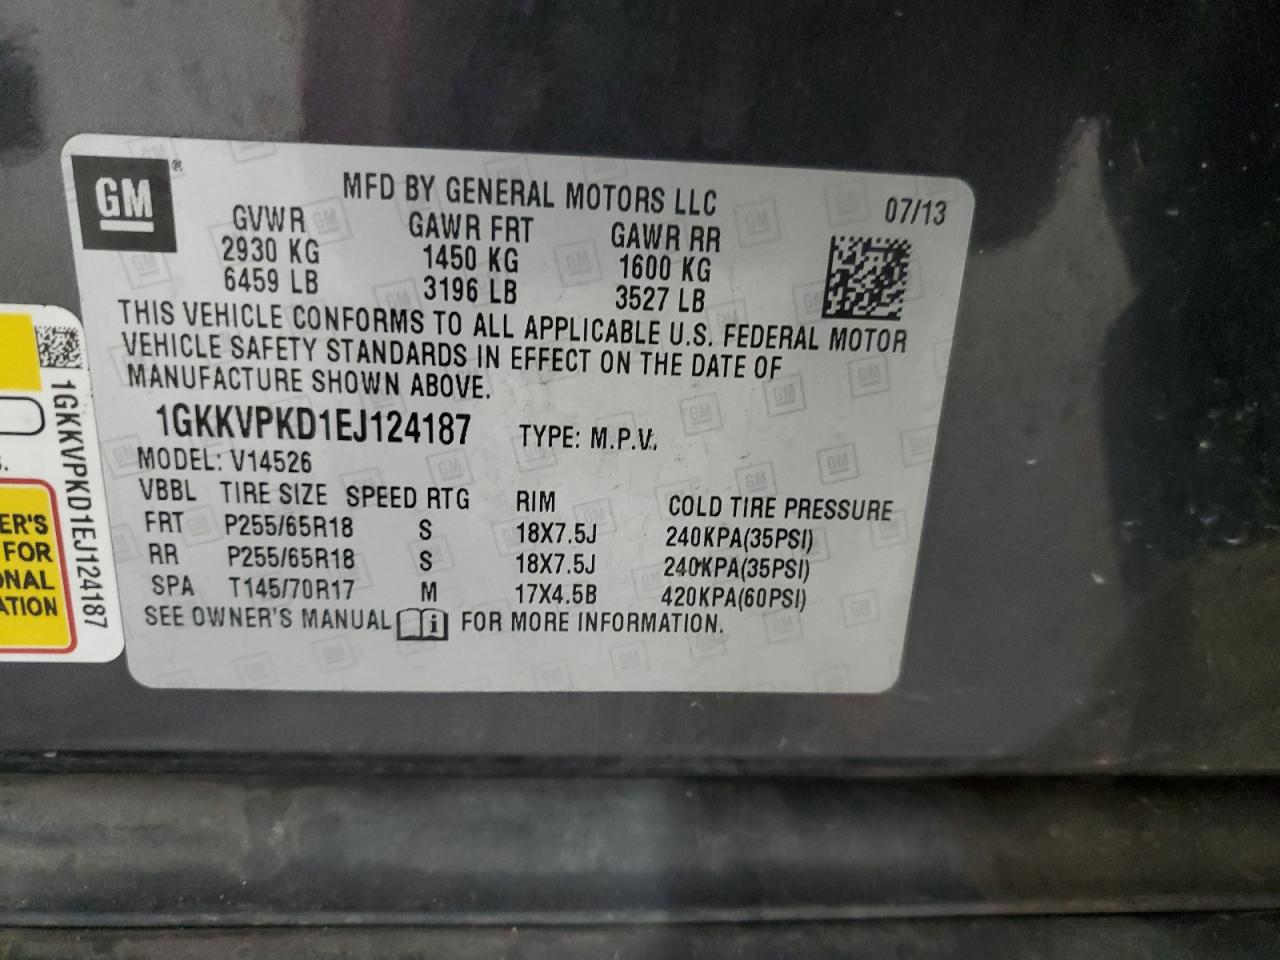 GM®
MFD BY GENERAL MOTORS LLC
07/13
GVWR GAWR FRT GAWR RR
2930 KG 1450 KG 1600 KG
6459 LB 3196 LB 3527 LB
THIS VEHICLE CONFORMS TO ALL APPLICABLE U.S. FEDERAL MOTOR
VEHICLE SAFETY STANDARDS IN EFFECT ON THE DATE OF
MANUFACTURE SHOWN ABOVE.
1GKKVPKD1EJ124187 TYPE: M.P.V.
MODEL: V14526
VBBL TIRE SIZE SPEED RTG RIM COLD TIRE PRESSURE
FRT P255/65R18 S 18X7.5J 240KPA(35PSI)
RR P255/65R18 S 18X7.5J 240KPA(35PSI)
SPA T145/70R17 M 17X4.5B 420KPA(60PSI)
SEE OWNER'S MANUAL i FOR MORE INFORMATION.
1GKKVPKD1EJ124187
ER'S
FOR
ONAL
ATION